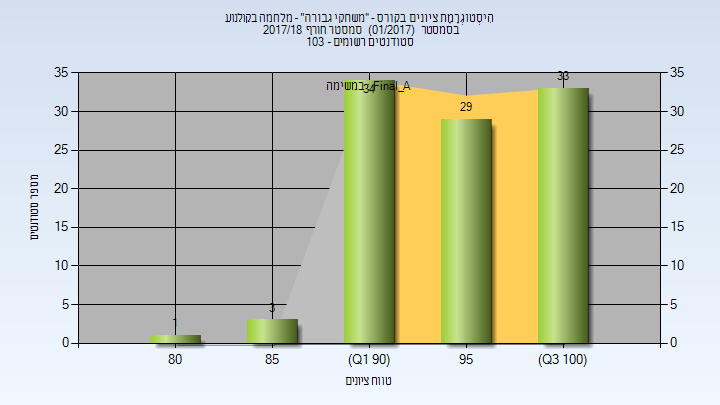 היסטוגרמת ציונים בקורס - "משחקי גבורה" - מלחמה בקולנוע
בסמסטר (01/2017) סמסטר חורף 2017/18
סטודנטים רשומים - 103
במשימה - Final_A
35 35
30 30
25 25
20 20
15 15
10 10
5 5
0 0
1 3 34 29 33
80 85 (Q1 90) 95 (Q3 100)
מספר סטודנטים
טווח ציונים